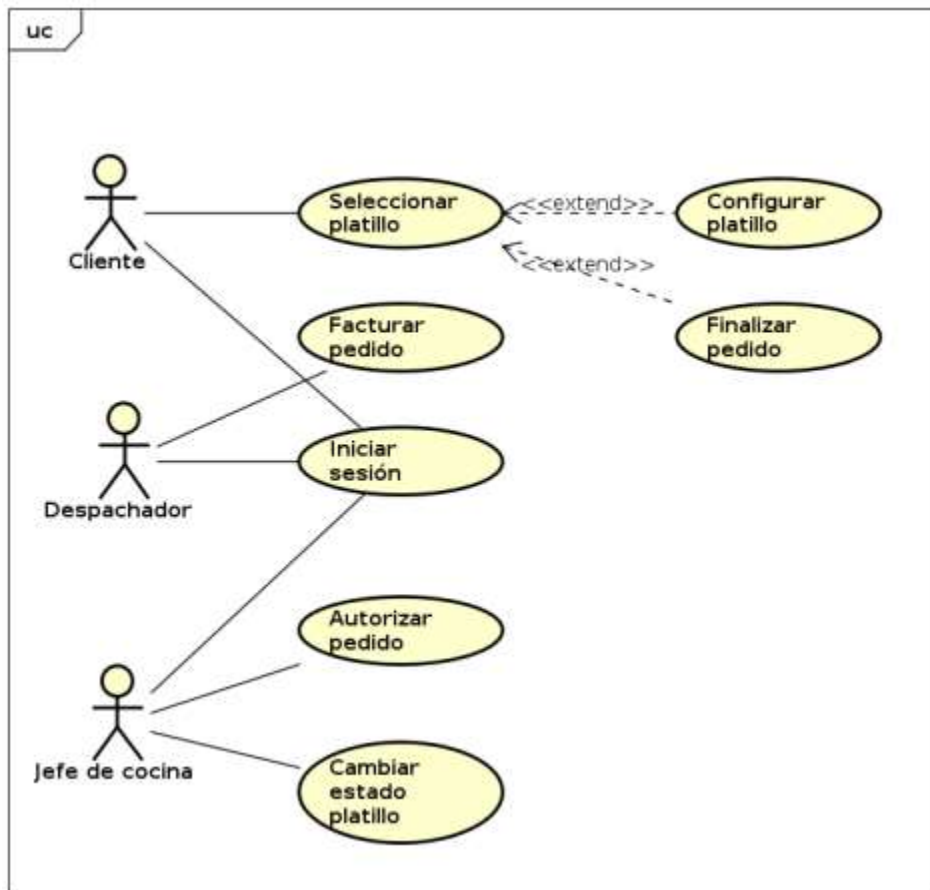 uc
Seleccionar
platillo
<<extend>>
Configurar
platillo
Cliente
<<extend>>
Facturar
pedido
Finalizar
pedido
Iniciar
sesión
Despachador
Autorizar
pedido
Jefe de cocina
Cambiar
estado
platillo